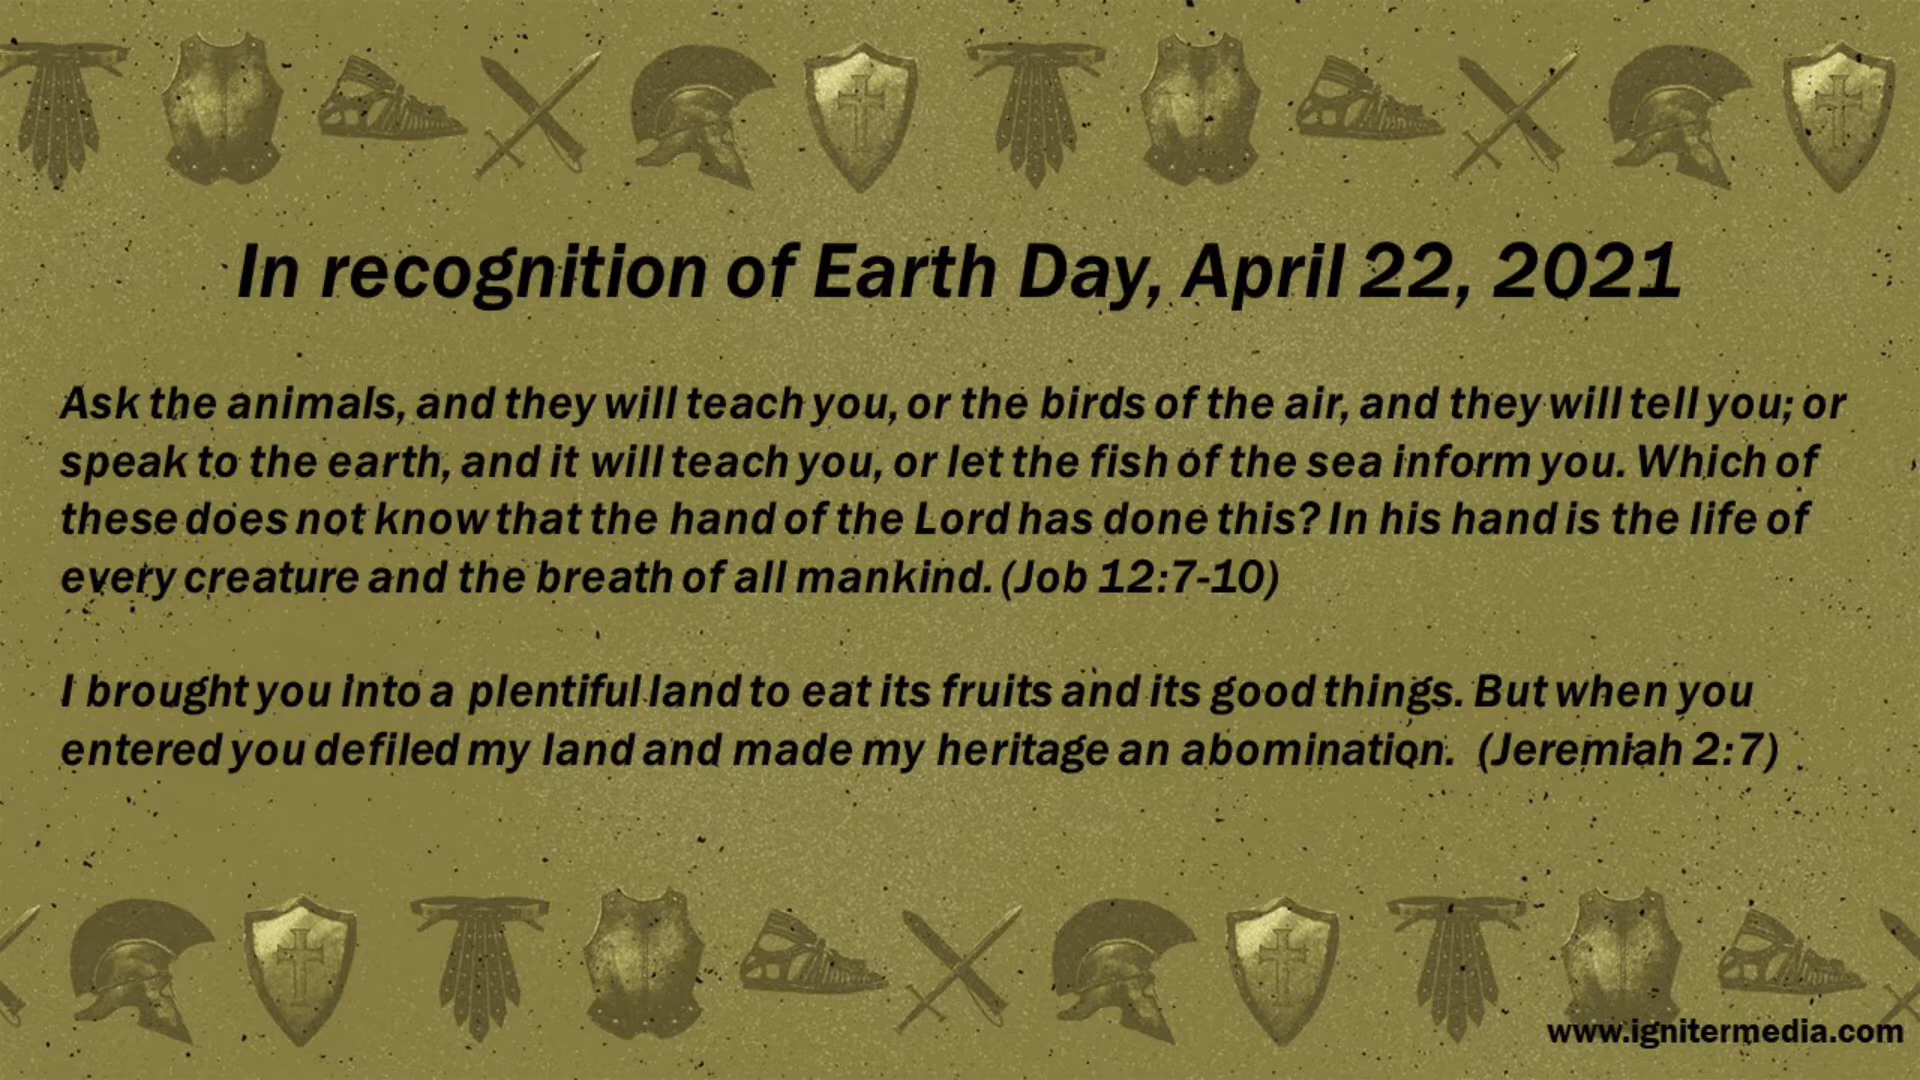 In recognition of Earth Day, April 22, 2021
Ask the animals, and they will teach you, or the birds of the air, and they will tell you; or
speak to the earth, and it will teach you, or let the fish of the sea inform you. Which of
these does not know that the hand of the Lord has done this? In his hand is the life of
every creature and the breath of all mankind. (Job 12:7-10)
I brought you into a plentiful land to eat its fruits and its good things. But when you
entered you defiled my land and made my heritage an abomination. (Jeremiah 2:7)
www.ignitermedia.com